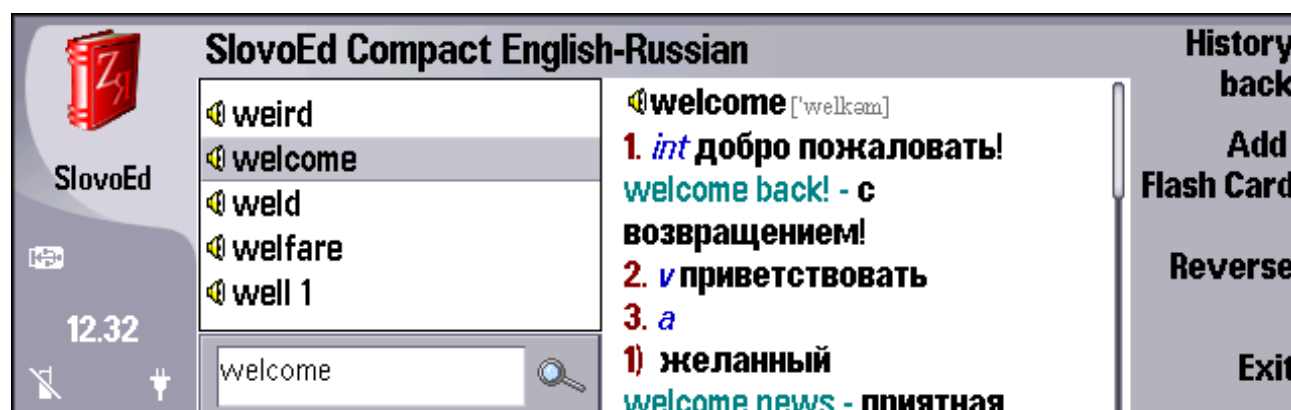 SlovoEd Compact English-Russian
SlovoEd
12.32
weird
welcome
weld
welfare
well 1
welcome
welcome ['welkəm]
1. int добро пожаловать!
welcome back! - с
возвращением!
2. v приветствовать
3. a
1) желанный
welcome news - приятная
History
back
Add
Flash Card
Reverse
Exit